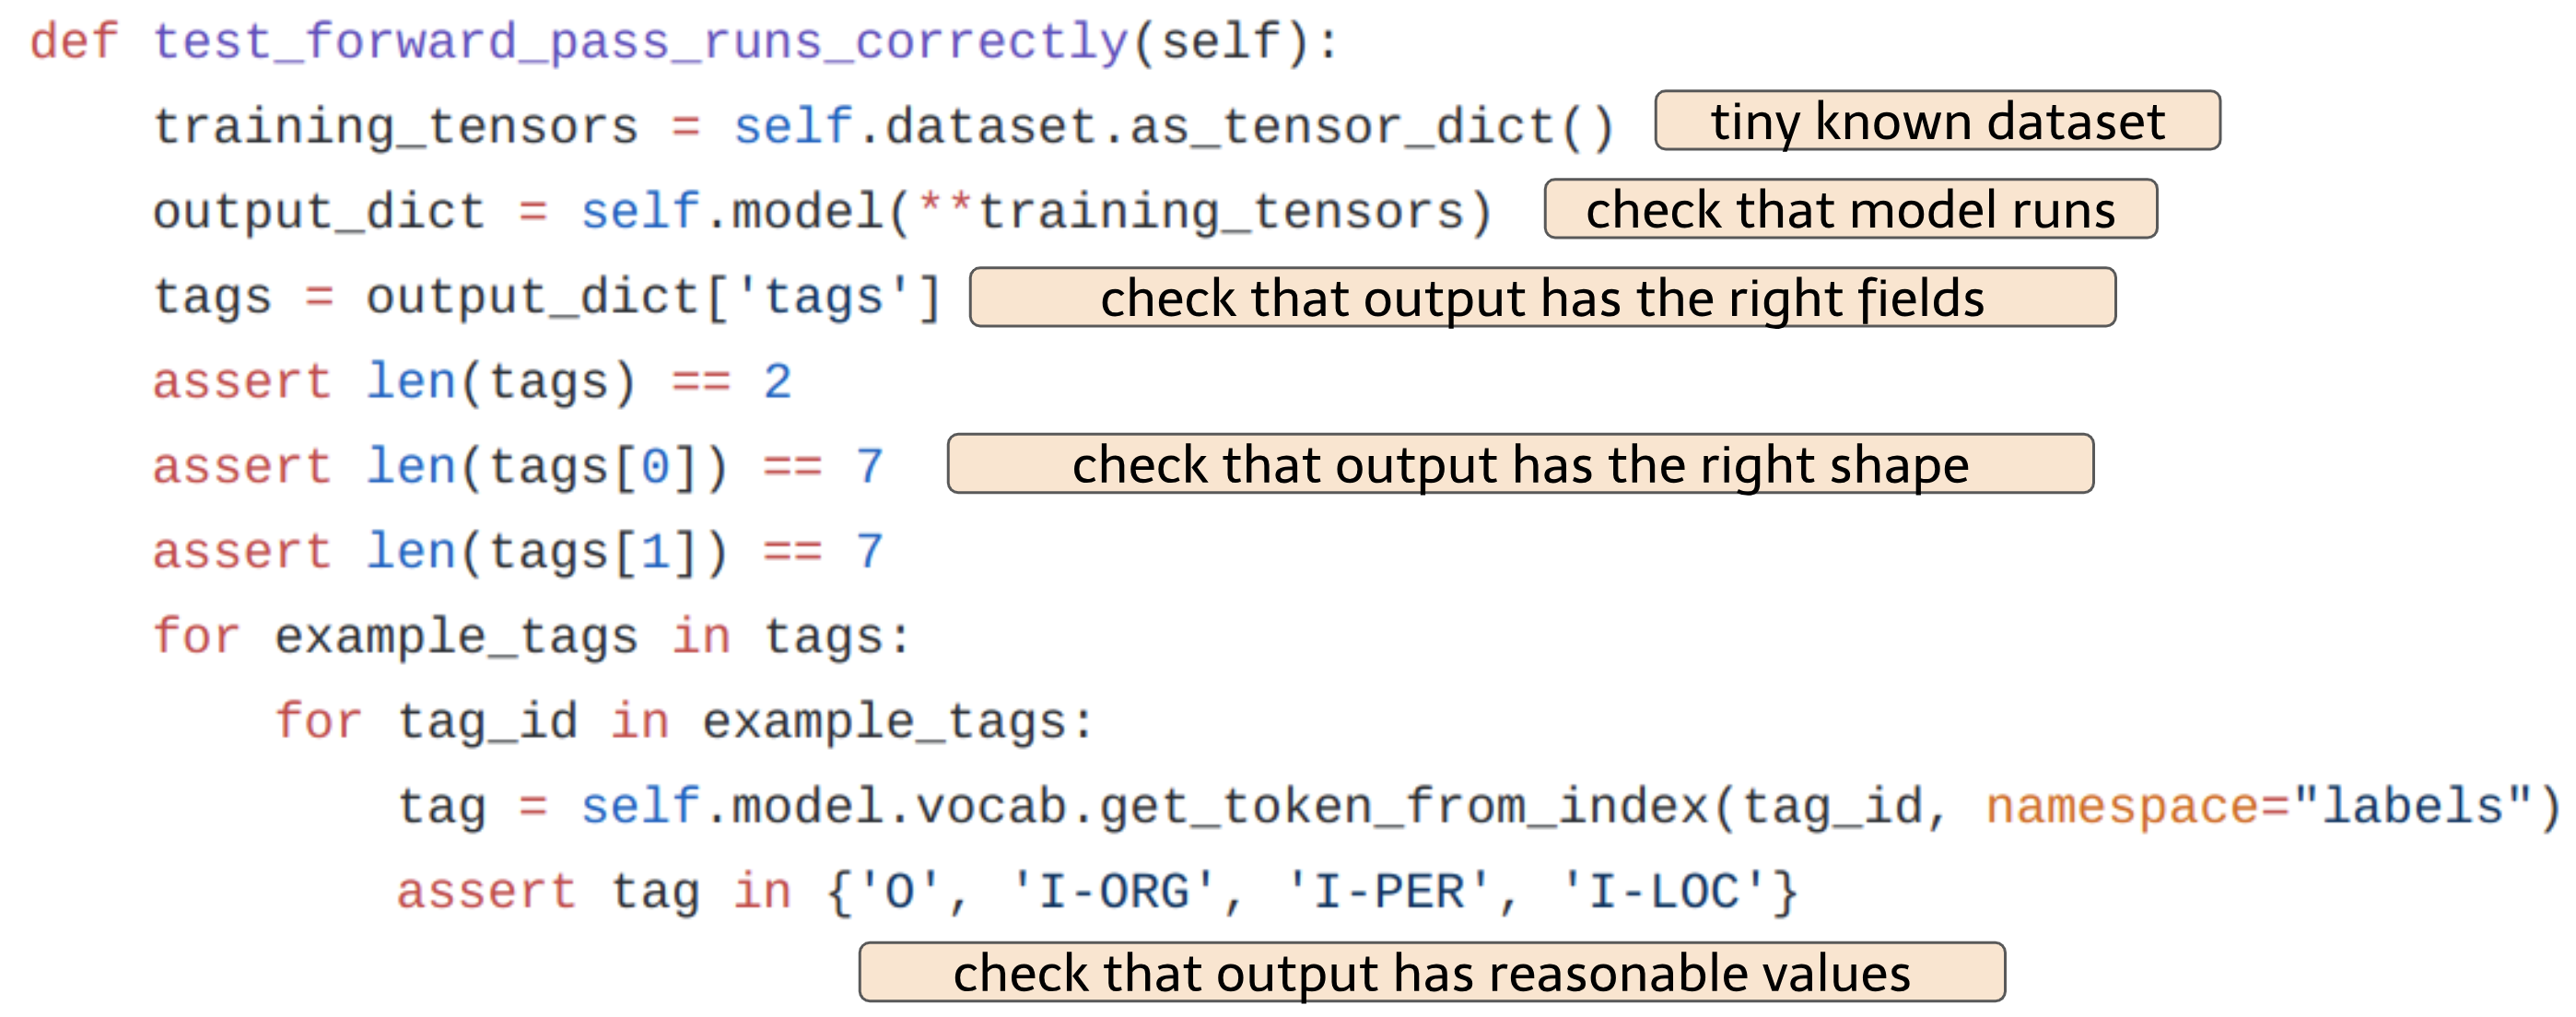 def test_forward_pass_runs_correctly(self):
training_tensors = self.dataset.as_tensor_dict() tiny known dataset
output_dict = self.model(**training_tensors) check that model runs
tags = output_dict['tags'] check that output has the right fields
assert len(tags) == 2
assert len(tags[0]) == 7 check that output has the right shape
assert len(tags[1]) == 7
for example_tags in tags:
for tag_id in example_tags:
tag = self.model.vocab.get_token_from_index(tag_id, namespace="labels")
assert tag in {'O', 'I-ORG', 'I-PER', 'I-LOC'}
check that output has reasonable values